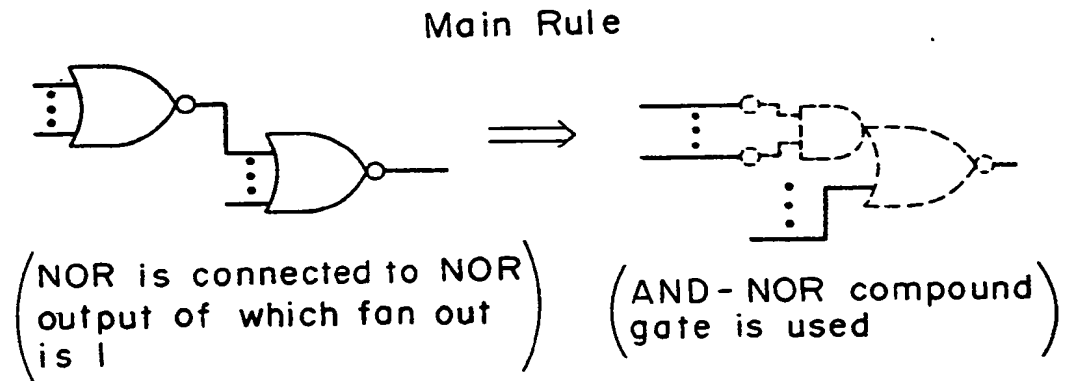 Main Rule
NOR is connected to NOR
output of which fan out
is 1
AND-NOR compound
gate is used